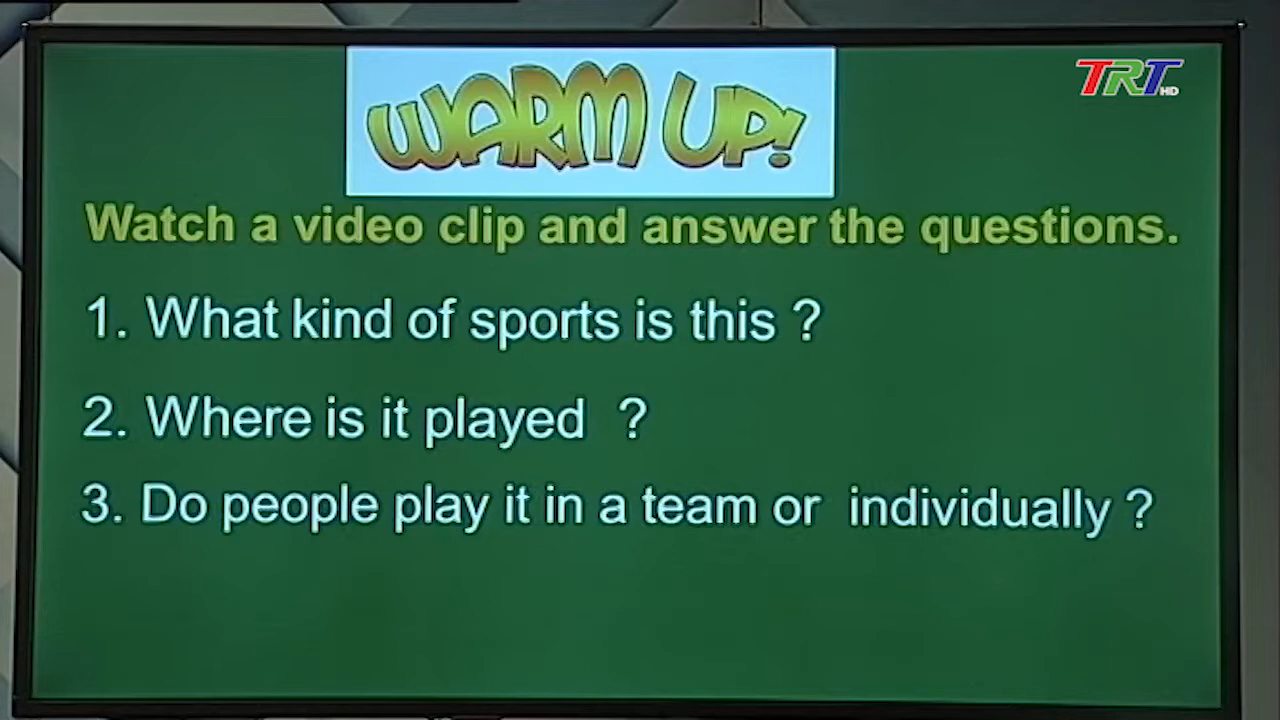 WARM UP!
TRT HD
Watch a video clip and answer the questions.
1. What kind of sports is this ?
2. Where is it played ?
3. Do people play it in a team or individually ?